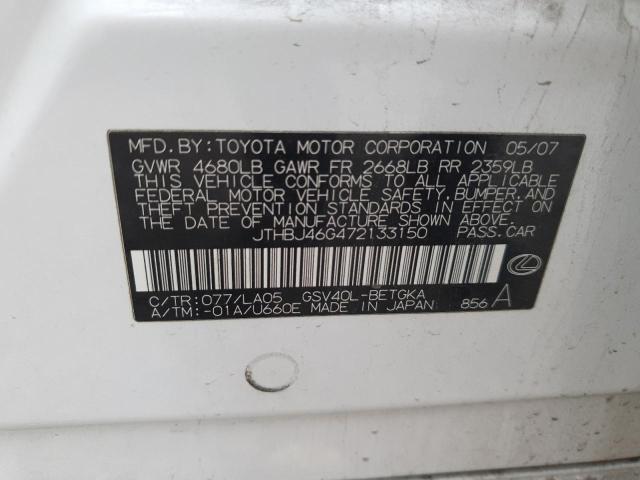 MFD. BY: TOYOTA MOTOR CORPORATION 05/07
GVWR 4680LB GAWR FR 2668LB RR 2359LB
THIS VEHICLE CONFORMS TO ALL APPLICABLE
FEDERAL MOTOR VEHICLE SAFETY, BUMPER, AND
THEFT PREVENTION STANDARDS IN EFFECT ON
THE DATE OF MANUFACTURE SHOWN ABOVE.
JTHBJ46G472133150 PASS. CAR
C/TR: 077/LA05 GSV40L-BETGKA
A/TM: -01A/U660E MADE IN JAPAN 856 A